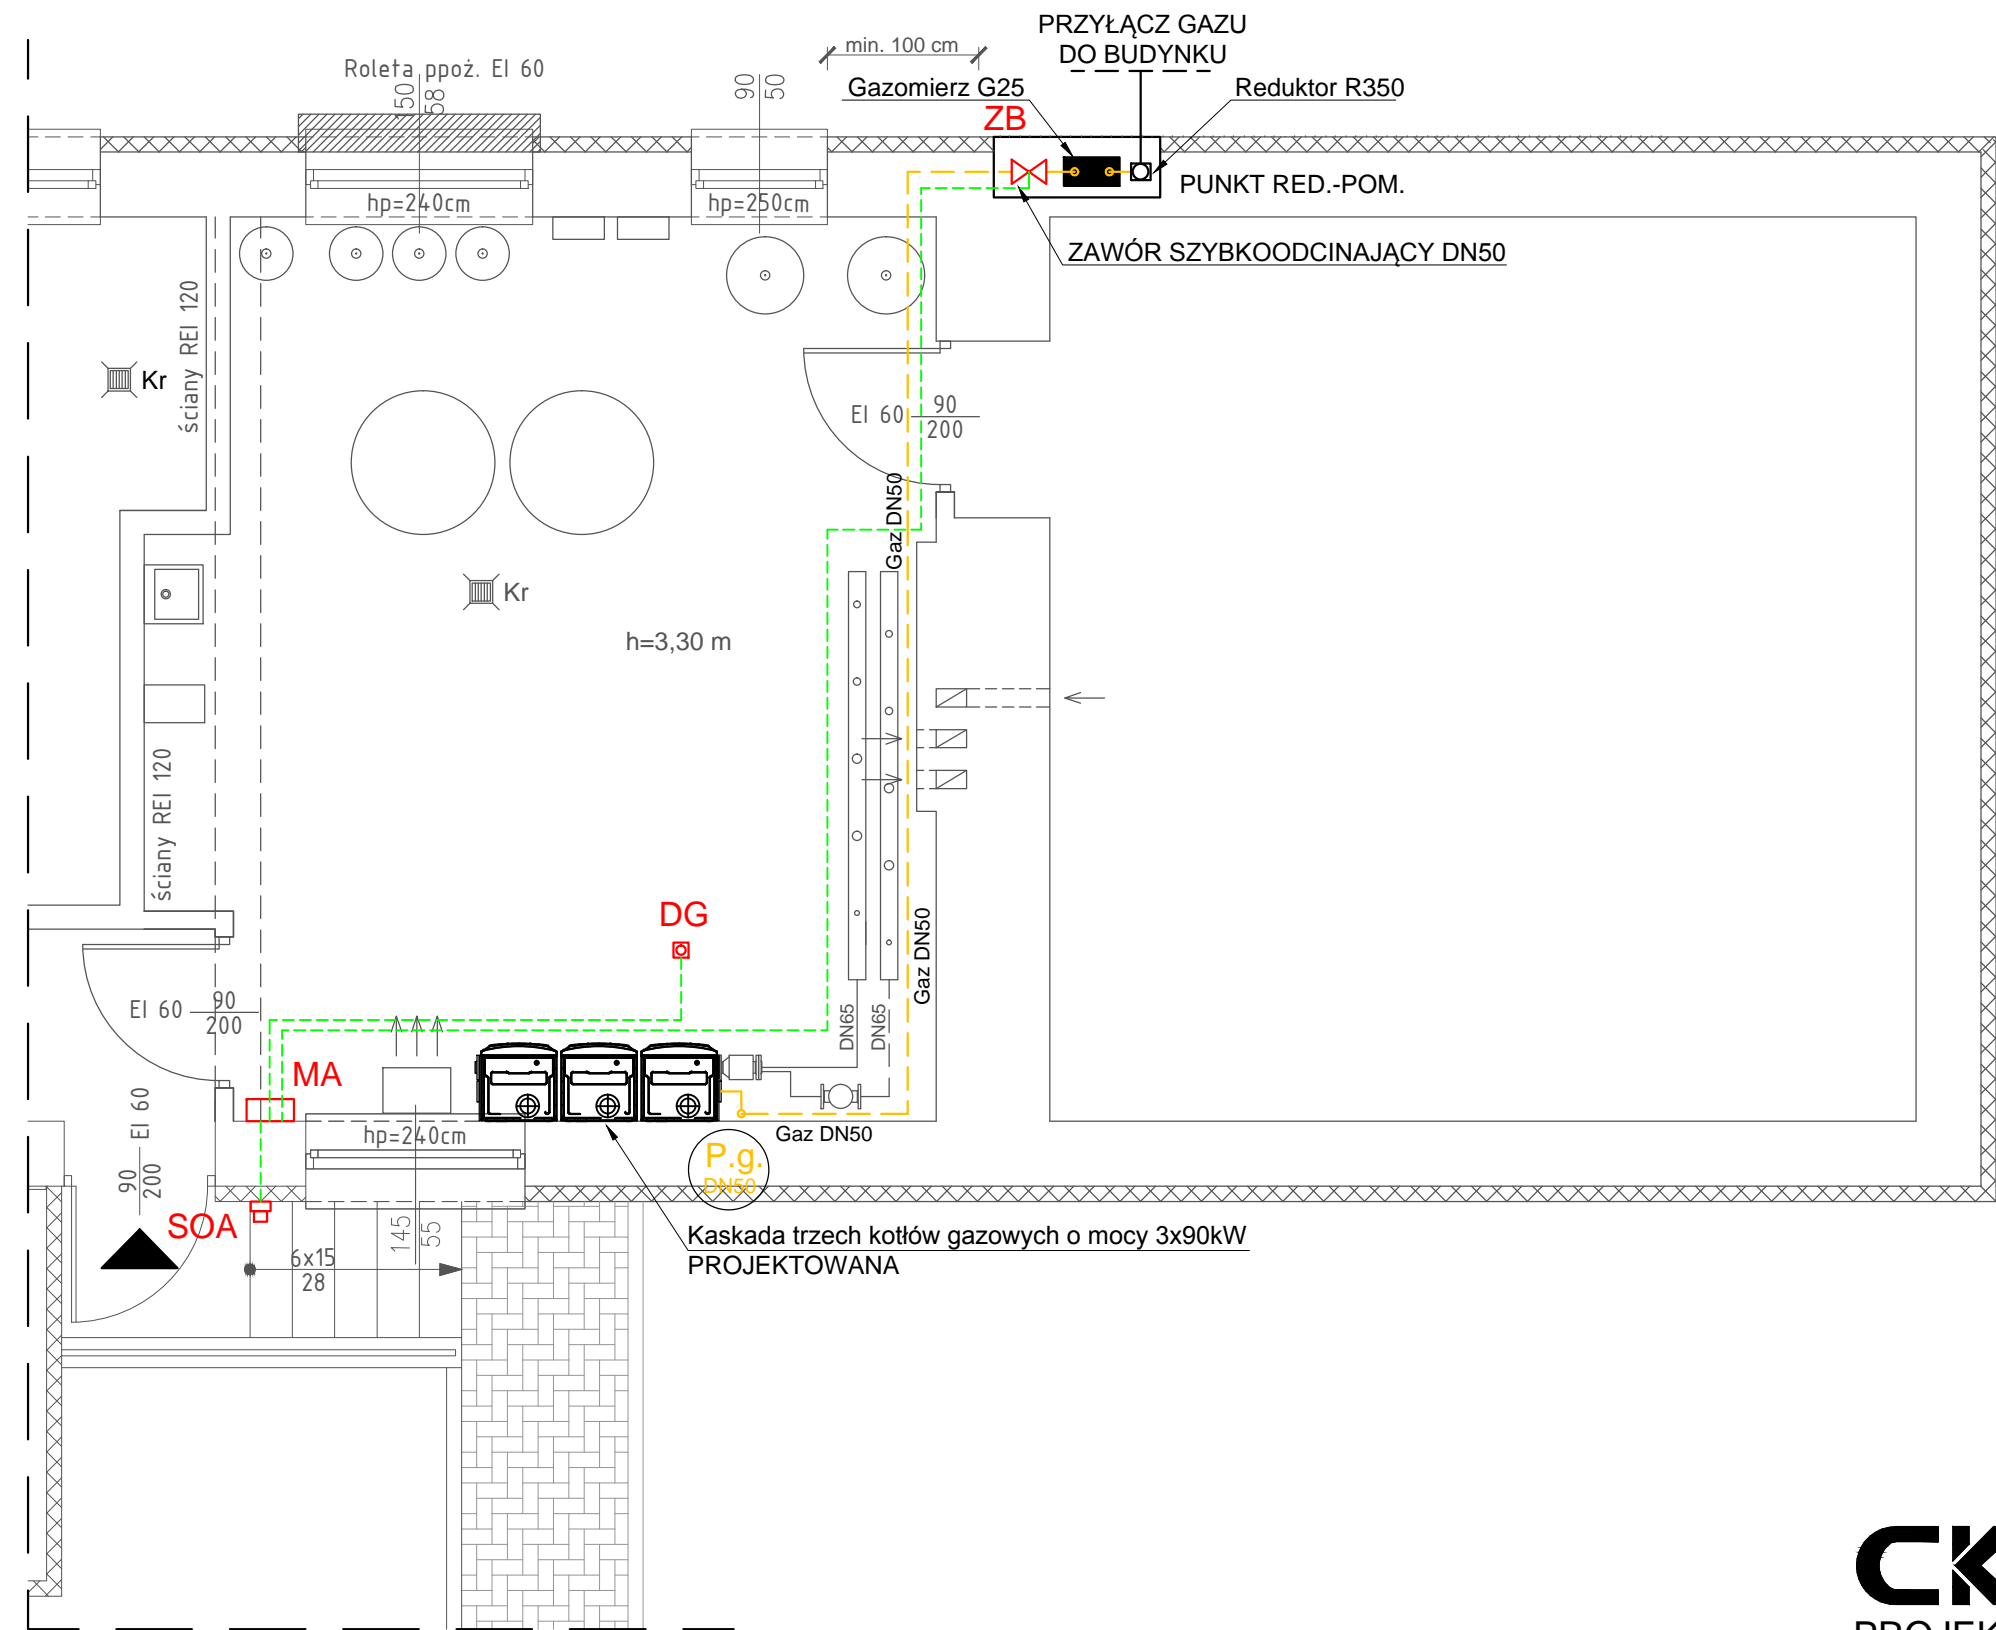 PRZYŁĄCZ GAZU
DO BUDYNKU
min. 100 cm
Roleta ppoż. EI 60
150
58
90
50
Gazomierz G25
Reduktor R350
ZB
PUNKT RED.-POM.
hp=240cm
hp=250cm
ZAWÓR SZYBKOODCINAJĄCY DN50
ściany REI 120
Kr
EI 60
90
200
Gaz DN50
Kr
h=3,30 m
ściany REI 120
DG
Gaz DN50
EI 60
90
200
DN65
DN65
MA
EI 60
90
200
hp=240cm
Gaz DN50
P.g.
DN50
SOA
145
55
6x15
28
Kaskada trzech kotłów gazowych o mocy 3x90kW
PROJEKTOWANA
CK